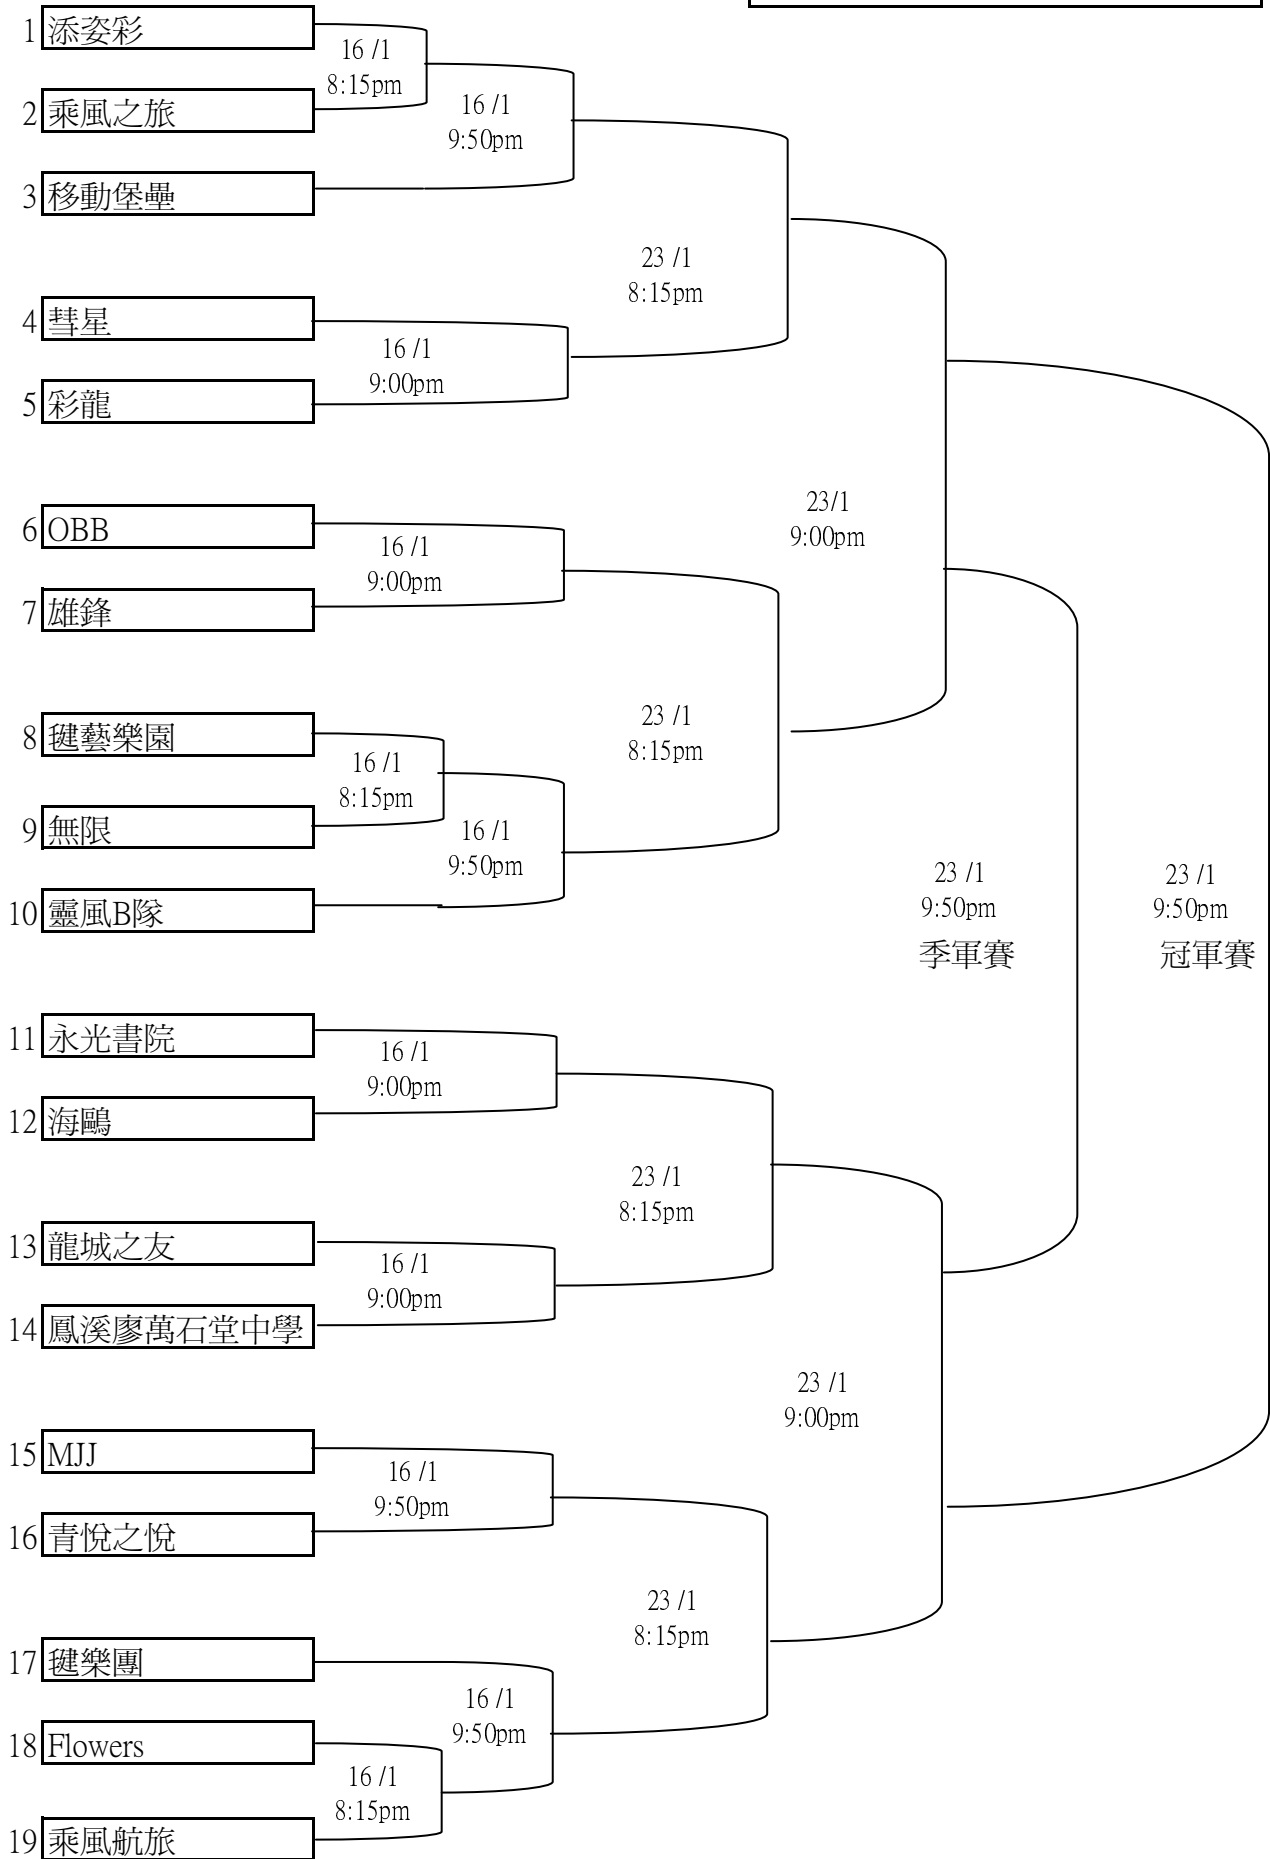 1 添姿彩
16 /1
8:15pm
2 乘風之旅
16 /1
9:50pm
3 移動堡壘
23 /1
8:15pm
4 彗星
16 /1
9:00pm
5 彩龍
23/1
9:00pm
6 OBB
16 /1
9:00pm
7 雄鋒
23 /1
8:15pm
8 毽藝樂園
16 /1
8:15pm
9 無限
16 /1
9:50pm
10 靈風B隊
23 /1
9:50pm
季軍賽
23 /1
9:50pm
冠軍賽
11 永光書院
16 /1
9:00pm
12 海鷗
23 /1
8:15pm
13 龍城之友
16 /1
9:00pm
14 鳳溪廖萬石堂中學
23 /1
9:00pm
15 MJJ
16 /1
9:50pm
16 青悅之悅
23 /1
8:15pm
17 毽樂團
16 /1
9:50pm
18 Flowers
16 /1
8:15pm
19 乘風航旅